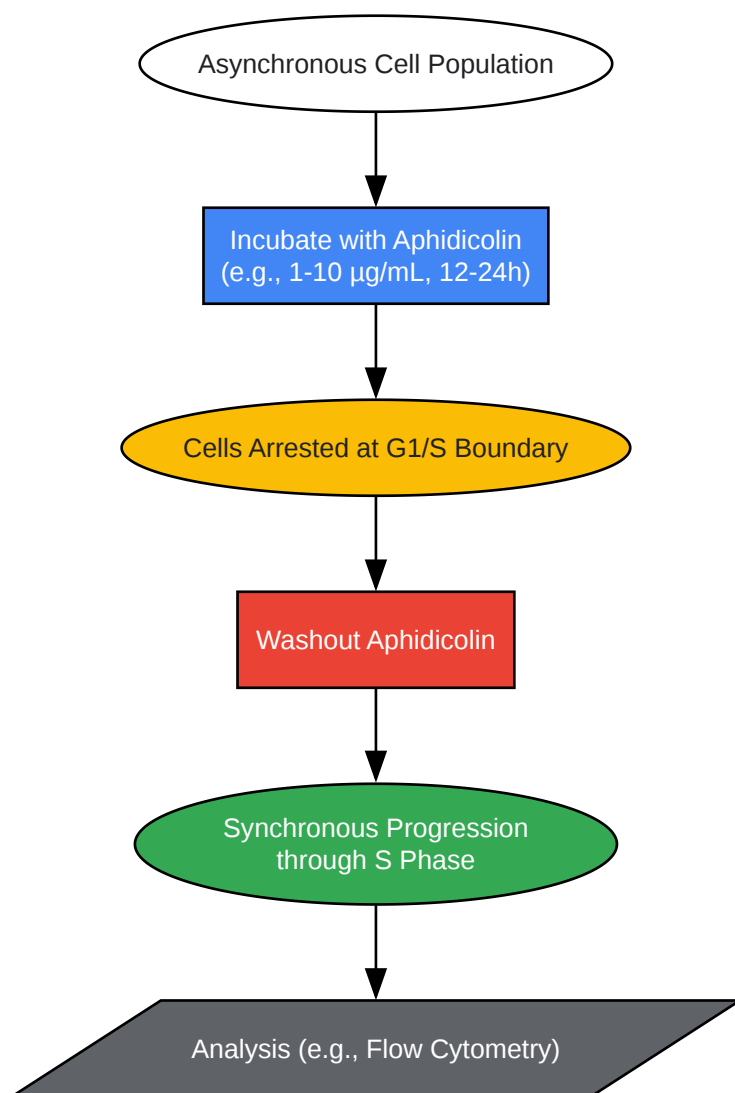 Asynchronous Cell Population
Incubate with Aphidicolin
(e.g., 1-10 µg/mL, 12-24h)
Cells Arrested at G1/S Boundary
Washout Aphidicolin
Synchronous Progression
through S Phase
Analysis (e.g., Flow Cytometry)